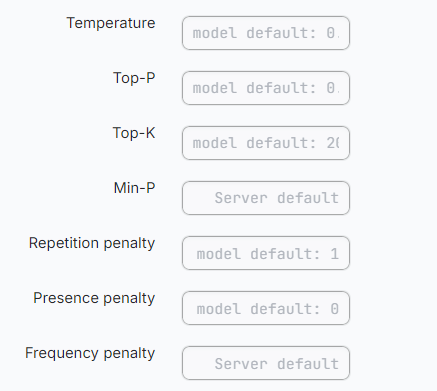 Temperature
model default: 0.
Top-P
model default: 0.
Top-K
model default: 20
Min-P
Server default
Repetition penalty
model default: 1
Presence penalty
model default: 0
Frequency penalty
Server default